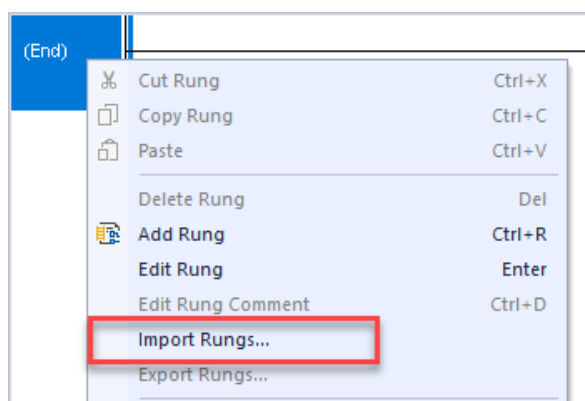 (End)
Cut Rung Ctrl+X
Copy Rung Ctrl+C
Paste Ctrl+V
Delete Rung Del
Add Rung Ctrl+R
Edit Rung Enter
Edit Rung Comment Ctrl+D
Import Rungs...
Export Rungs...